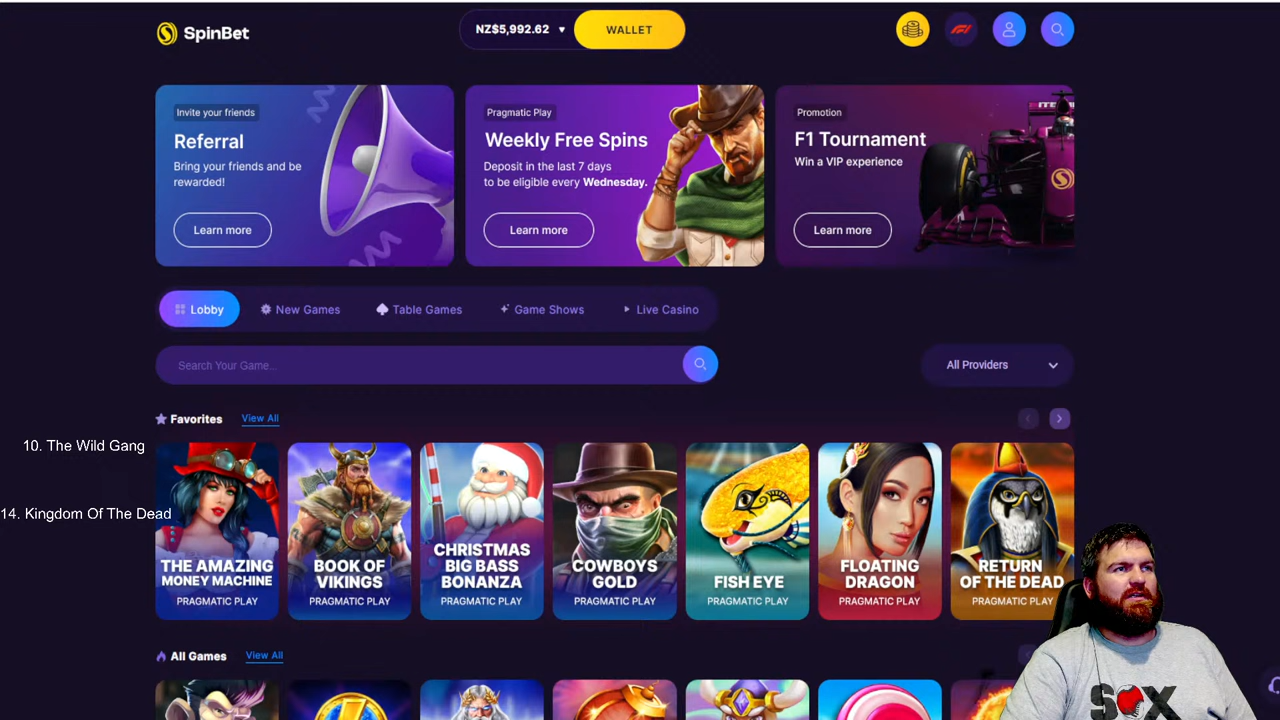 SpinBet
NZ$5,992.62
WALLET
Invite your friends
Referral
Bring your friends and be
rewarded!
Learn more
Pragmatic Play
Weekly Free Spins
Deposit in the last 7 days
to be eligible every Wednesday.
Learn more
Promotion
F1 Tournament
Win a VIP experience
Learn more
Lobby
New Games
Table Games
Game Shows
Live Casino
Search Your Game...
All Providers
Favorites
View All
10. The Wild Gang
14. Kingdom Of The Dead
THE AMAZING
MONEY MACHINE
PRAGMATIC PLAY
BOOK OF
VIKINGS
PRAGMATIC PLAY
CHRISTMAS
BIG BASS
BONANZA
PRAGMATIC PLAY
COWBOYS
GOLD
PRAGMATIC PLAY
FISH EYE
PRAGMATIC PLAY
FLOATING
DRAGON
PRAGMATIC PLAY
RETURN
OF THE DEAD
PRAGMATIC PLAY
All Games
View All
SOX